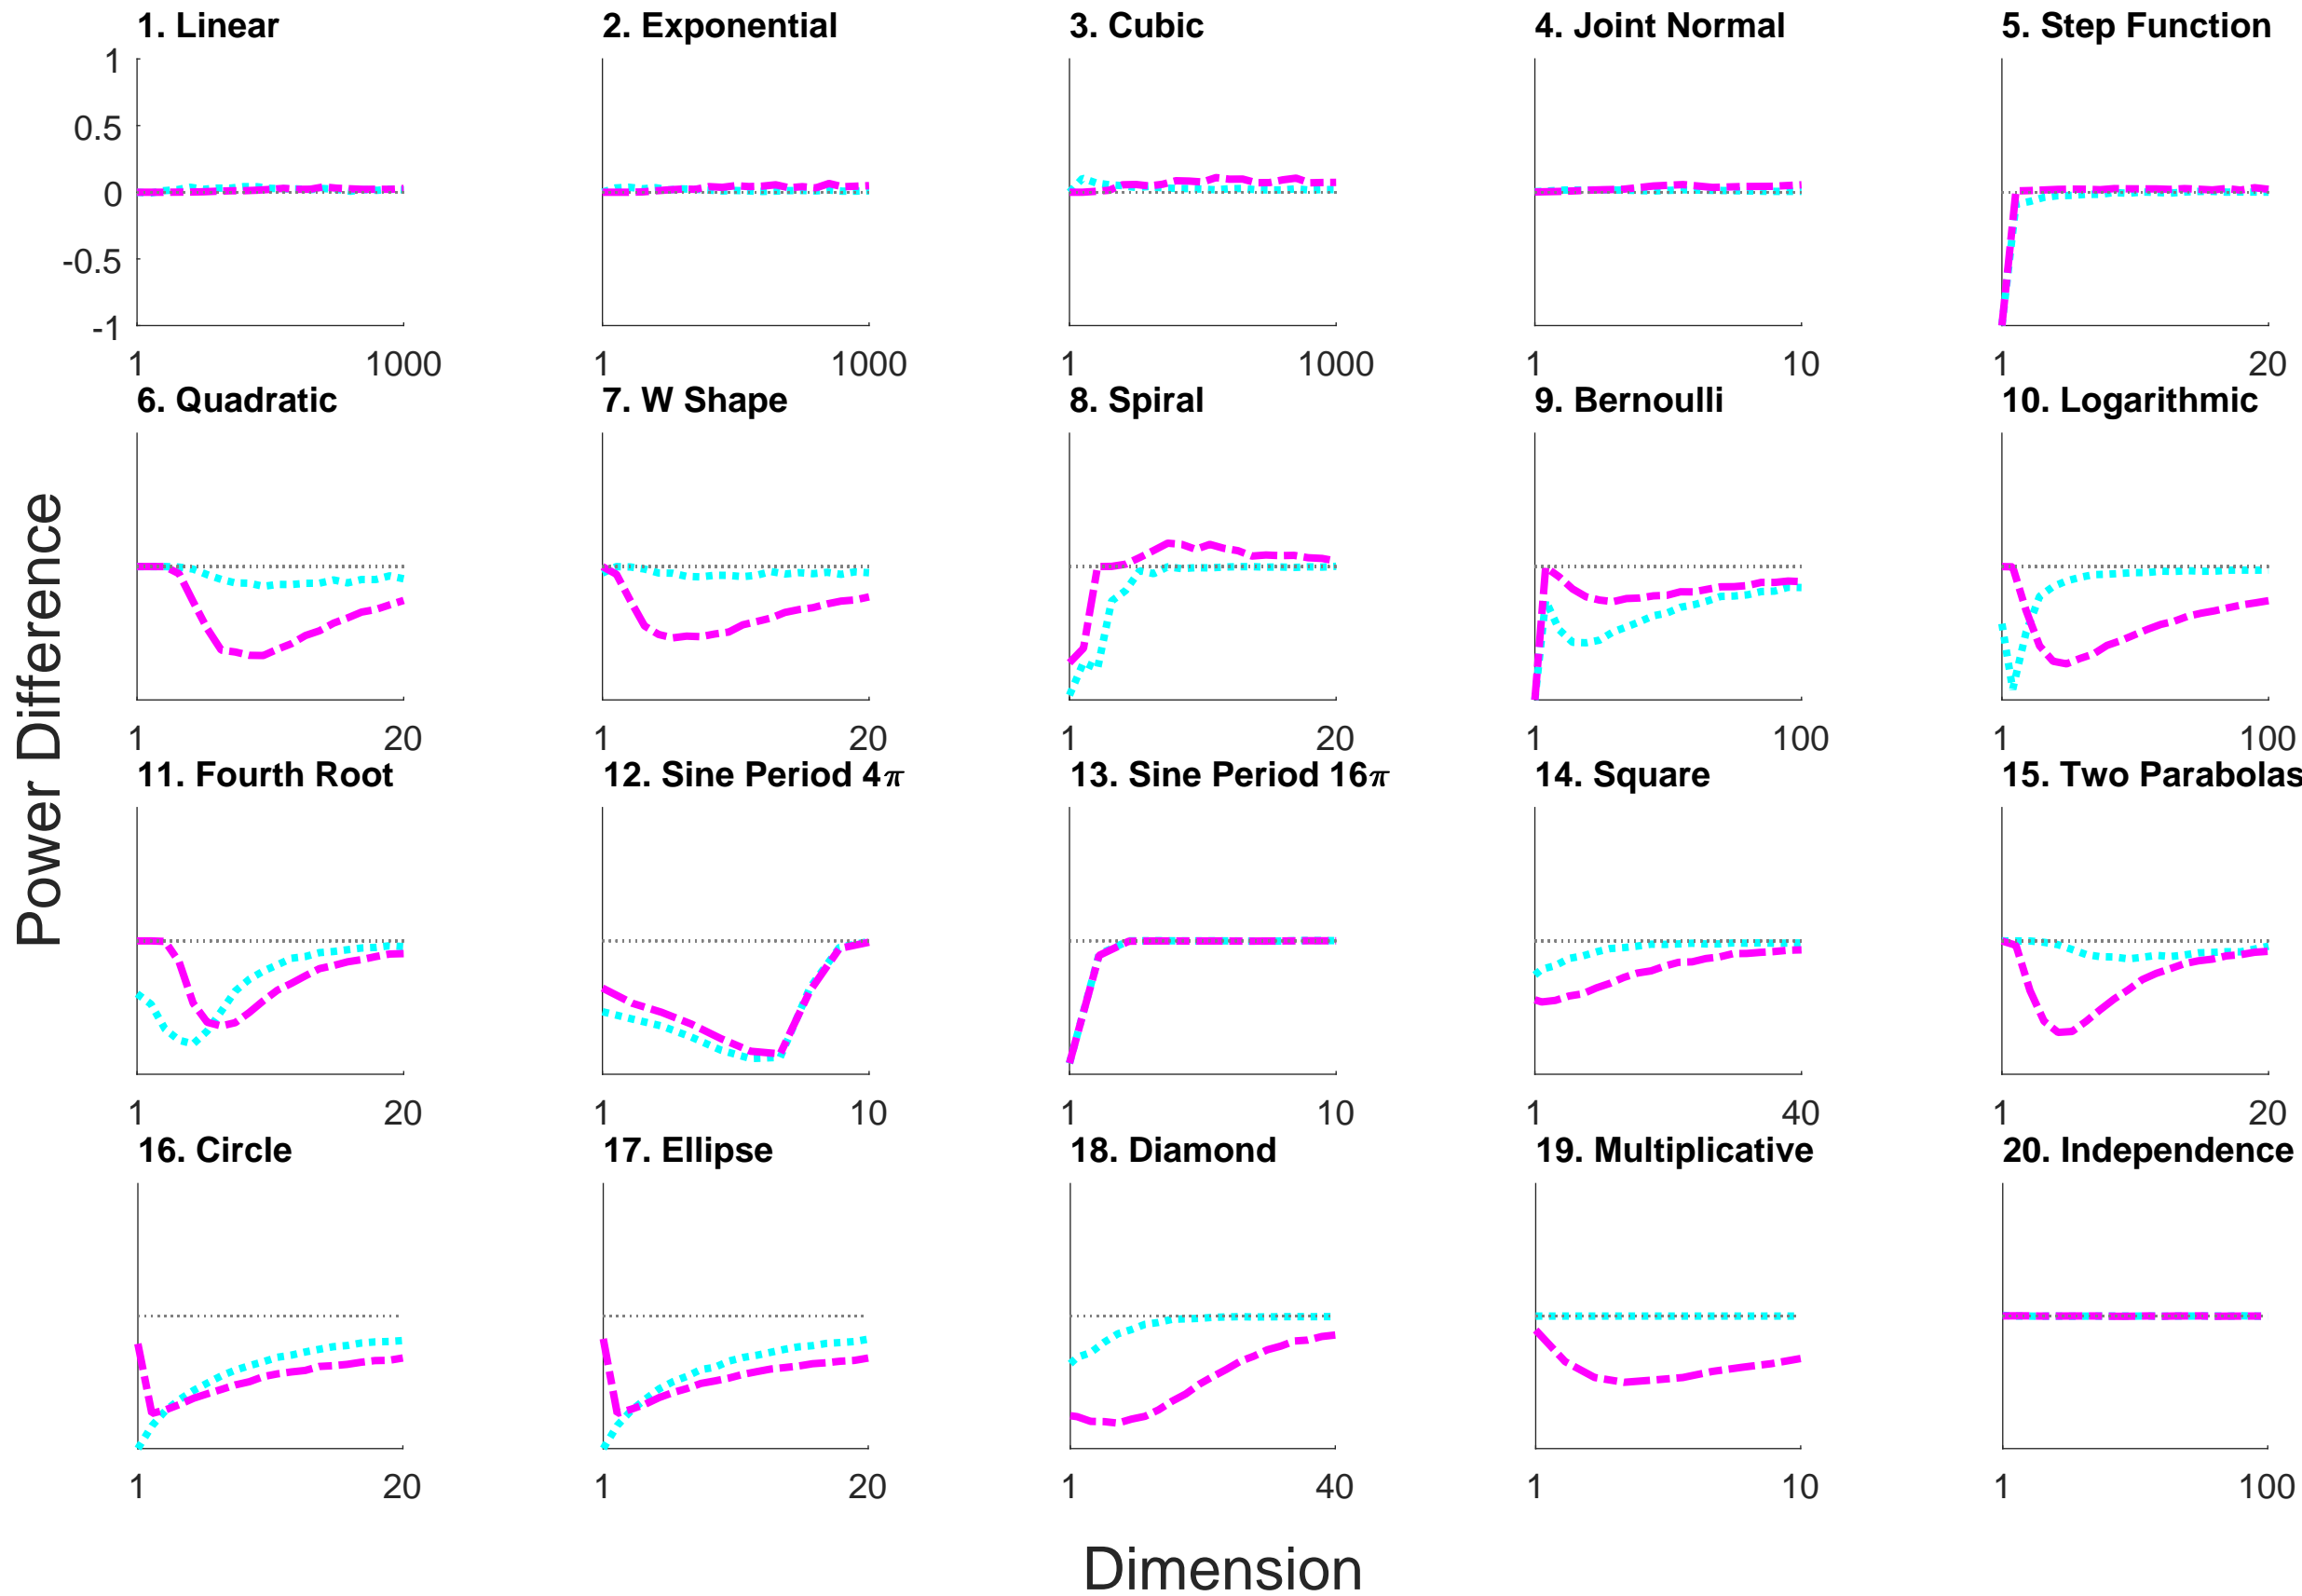 1. Linear
2. Exponential
3. Cubic
4. Joint Normal
5. Step Function
1
0.5
0
-0.5
-1
1 1000
1 1000
1 1000
1 10
1 20
6. Quadratic
7. W Shape
8. Spiral
9. Bernoulli
10. Logarithmic
1 20
1 20
1 20
1 100
1 100
Power Difference
11. Fourth Root
12. Sine Period 4π
13. Sine Period 16π
14. Square
15. Two Parabolas
1 20
1 10
1 10
1 40
1 20
16. Circle
17. Ellipse
18. Diamond
19. Multiplicative
20. Independence
1 20
1 20
1 40
1 10
1 100
Dimension